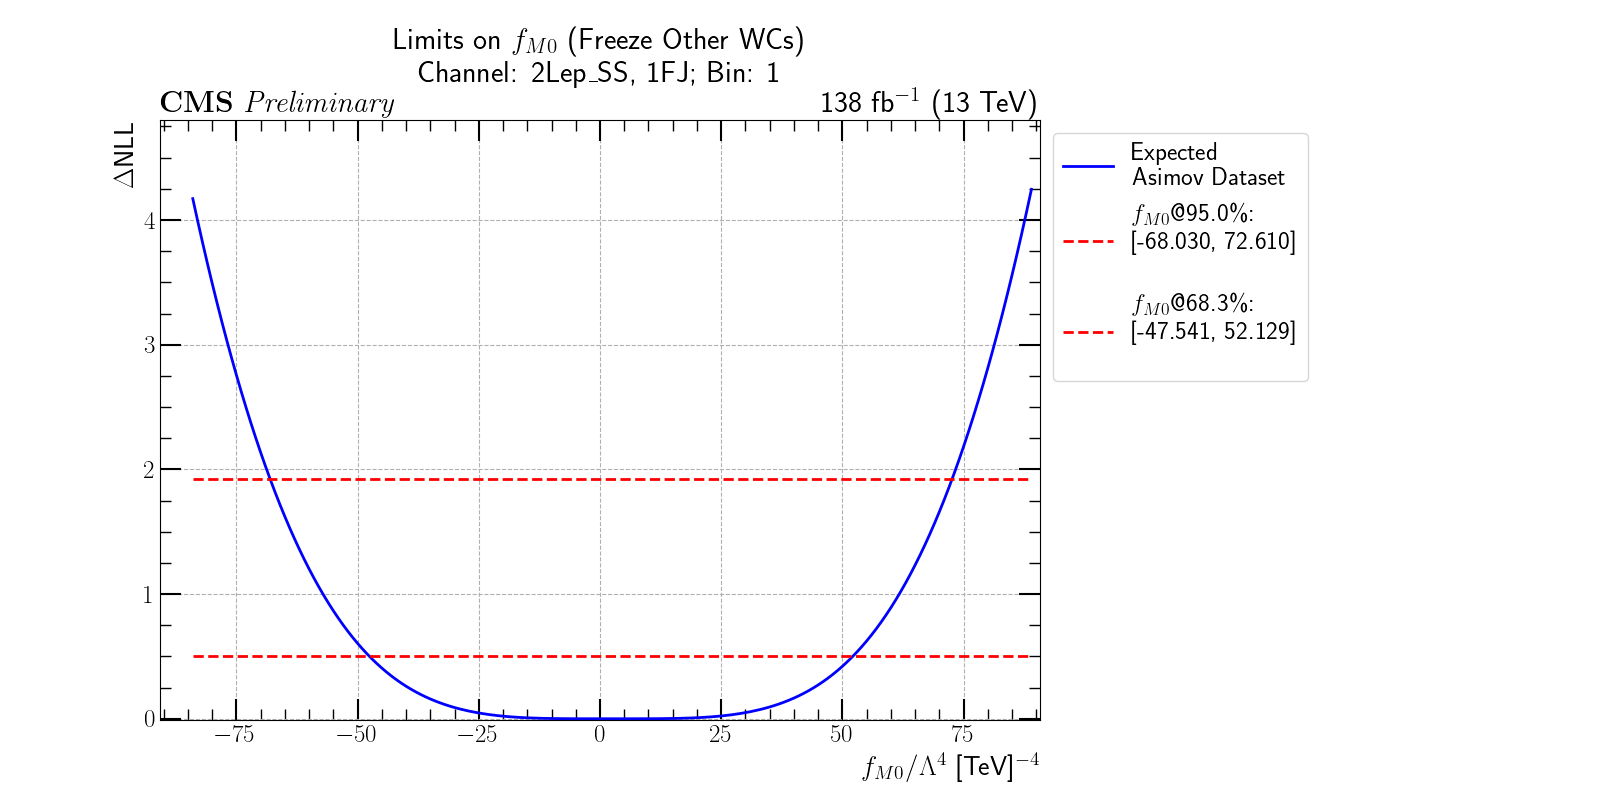 Limits on f_M0 (Freeze Other WCs)
Channel: 2Lep_SS, 1FJ; Bin: 1
CMS Preliminary
138 fb⁻¹ (13 TeV)
ΔNLL
4
3
2
1
0
−75
−50
−25
0
25
50
75
f_M0/Λ⁴ [TeV]⁻⁴
Expected
Asimov Dataset
f_M0@95.0%:
[-68.030, 72.610]
f_M0@68.3%:
[-47.541, 52.129]